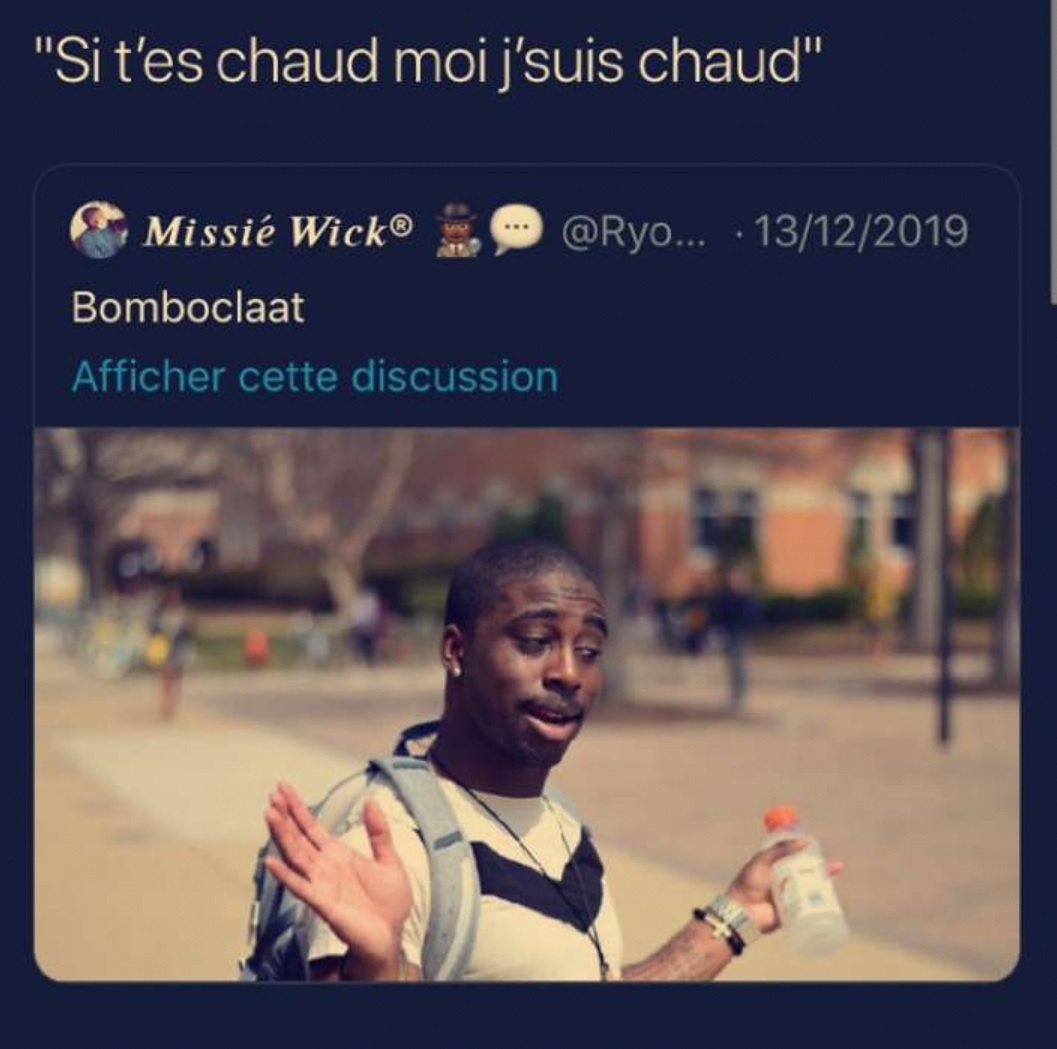 "Si t'es chaud moi j'suis chaud"
Missié Wick® 🕵🏾‍♂️💬 @Ryo... · 13/12/2019
Bomboclaat
Afficher cette discussion